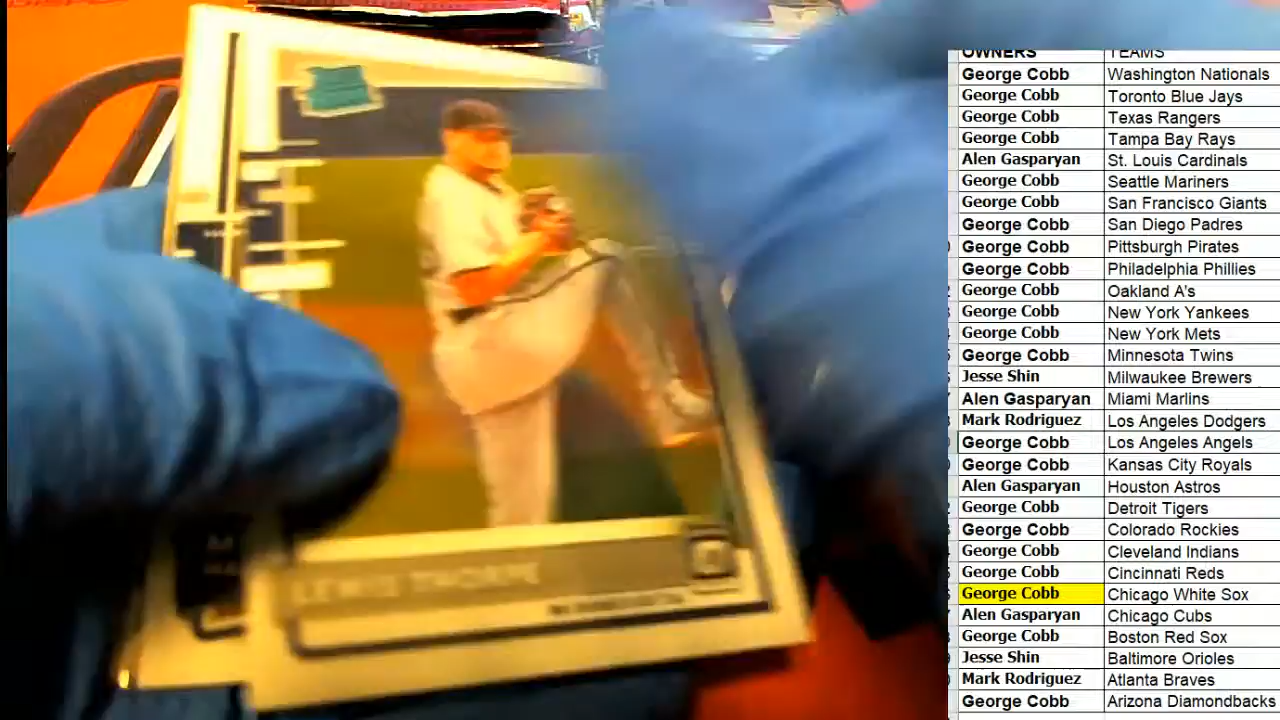 OWNERS TEAMS
George Cobb Washington Nationals
George Cobb Toronto Blue Jays
George Cobb Texas Rangers
George Cobb Tampa Bay Rays
Alen Gasparyan St. Louis Cardinals
George Cobb Seattle Mariners
George Cobb San Francisco Giants
George Cobb San Diego Padres
George Cobb Pittsburgh Pirates
George Cobb Philadelphia Phillies
George Cobb Oakland A's
George Cobb New York Yankees
George Cobb New York Mets
George Cobb Minnesota Twins
Jesse Shin Milwaukee Brewers
Alen Gasparyan Miami Marlins
Mark Rodriguez Los Angeles Dodgers
George Cobb Los Angeles Angels
George Cobb Kansas City Royals
Alen Gasparyan Houston Astros
George Cobb Detroit Tigers
George Cobb Colorado Rockies
George Cobb Cleveland Indians
George Cobb Cincinnati Reds
George Cobb Chicago White Sox
Alen Gasparyan Chicago Cubs
George Cobb Boston Red Sox
Jesse Shin Baltimore Orioles
Mark Rodriguez Atlanta Braves
George Cobb Arizona Diamondbacks
THORPE